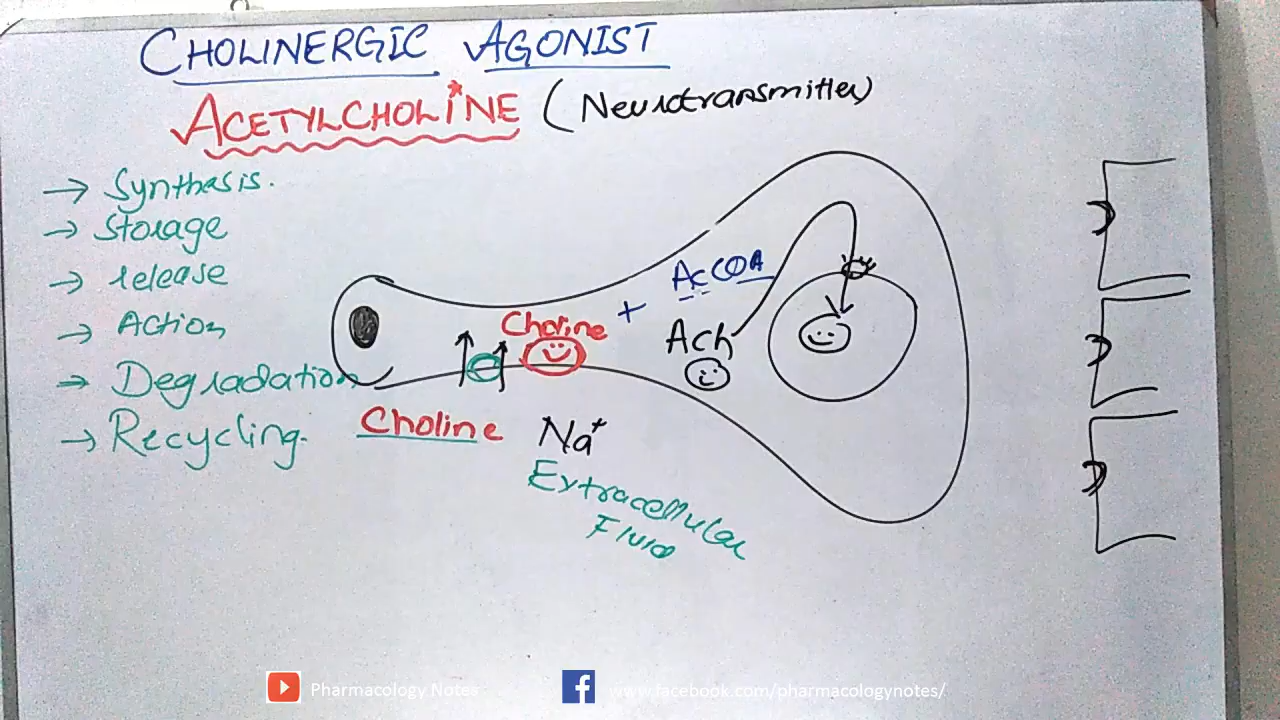 CHOLINERGIC AGONIST
ACETYLCHOLINE (Neurotransmitter)
→ Synthesis.
→ Storage
→ release
→ Action
→ Degradation
→ Recycling.
Choline + AcCOA
Ach
Choline Na+
Extracellular
Fluid
Pharmacology Notes
www.facebook.com/pharmacologynotes/